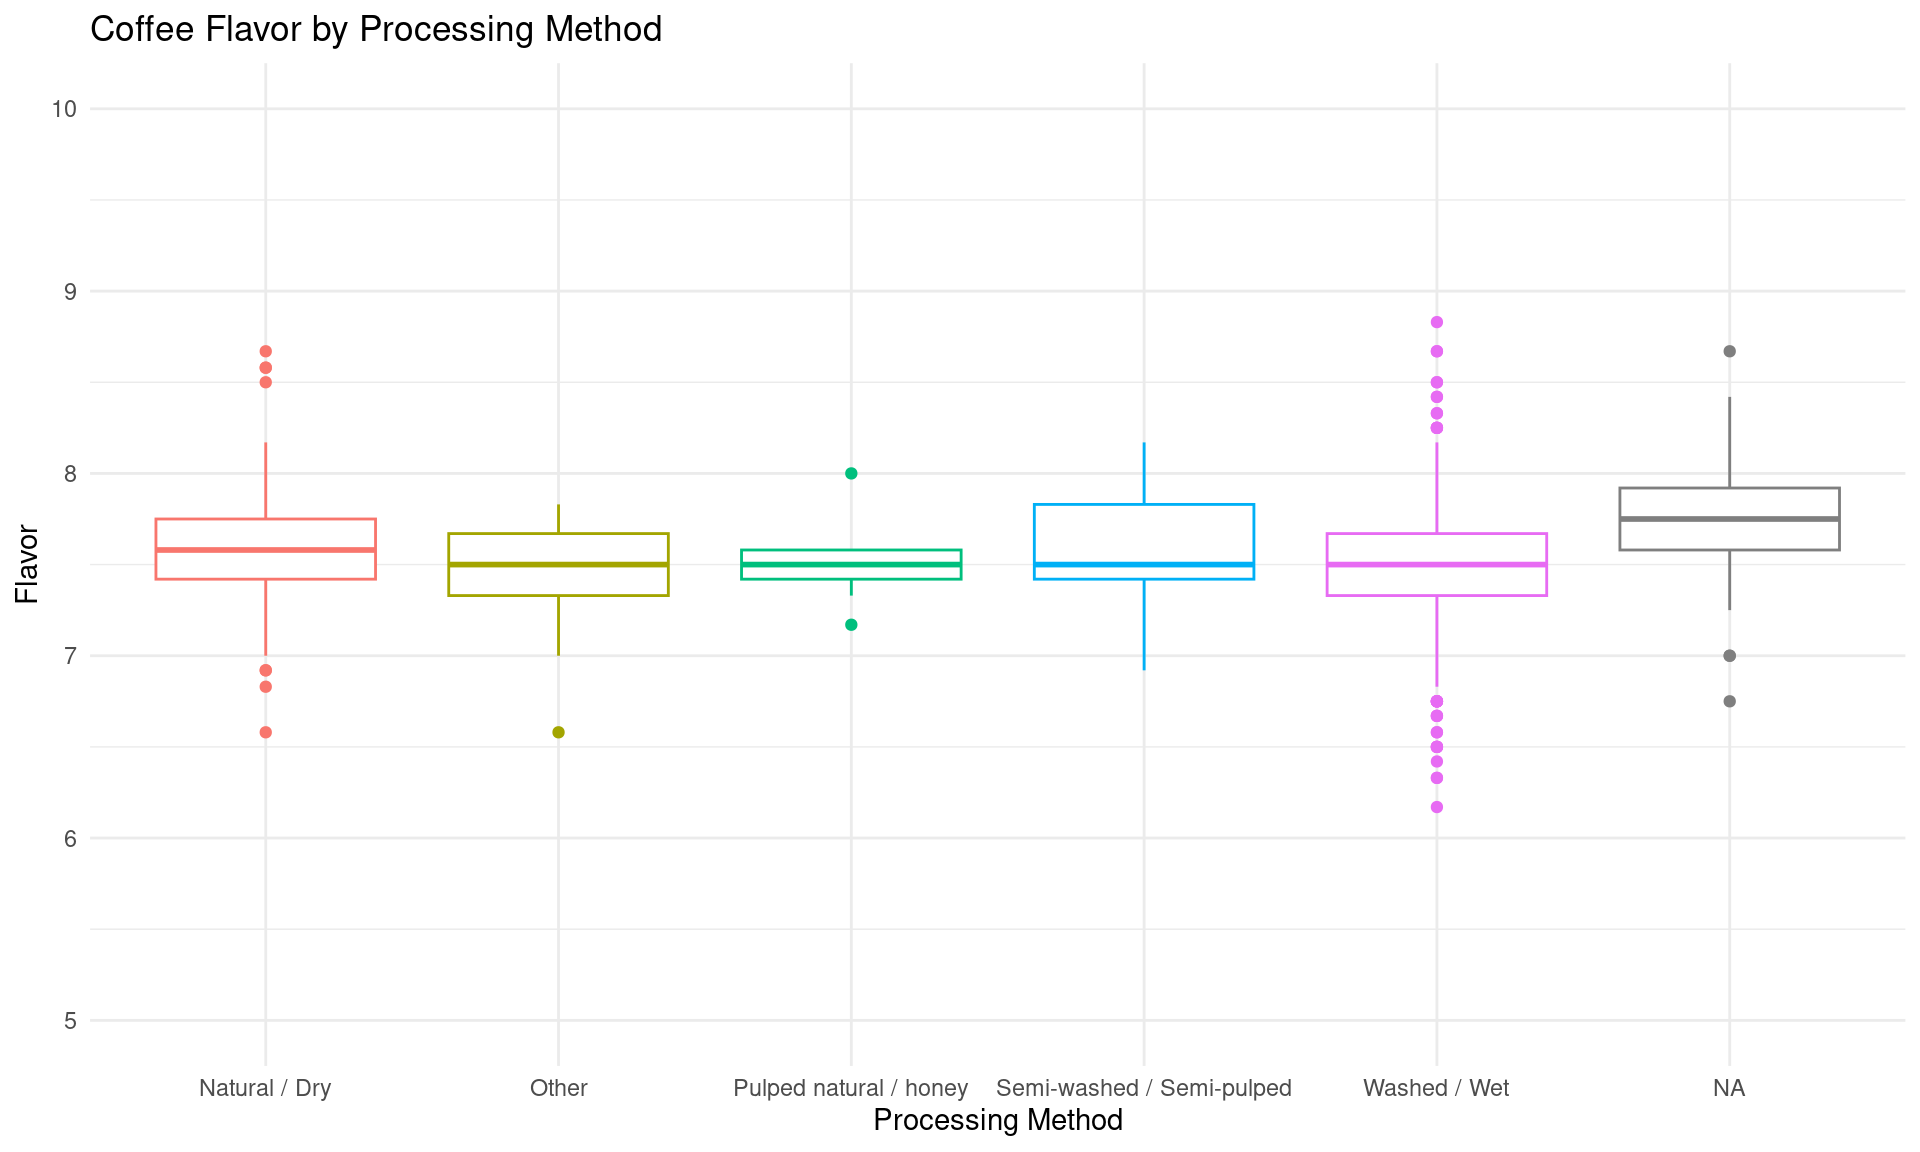 Coffee Flavor by Processing Method
10
9
8
7
6
5
Flavor
Natural / Dry
Other
Pulped natural / honey
Semi-washed / Semi-pulped
Washed / Wet
NA
Processing Method